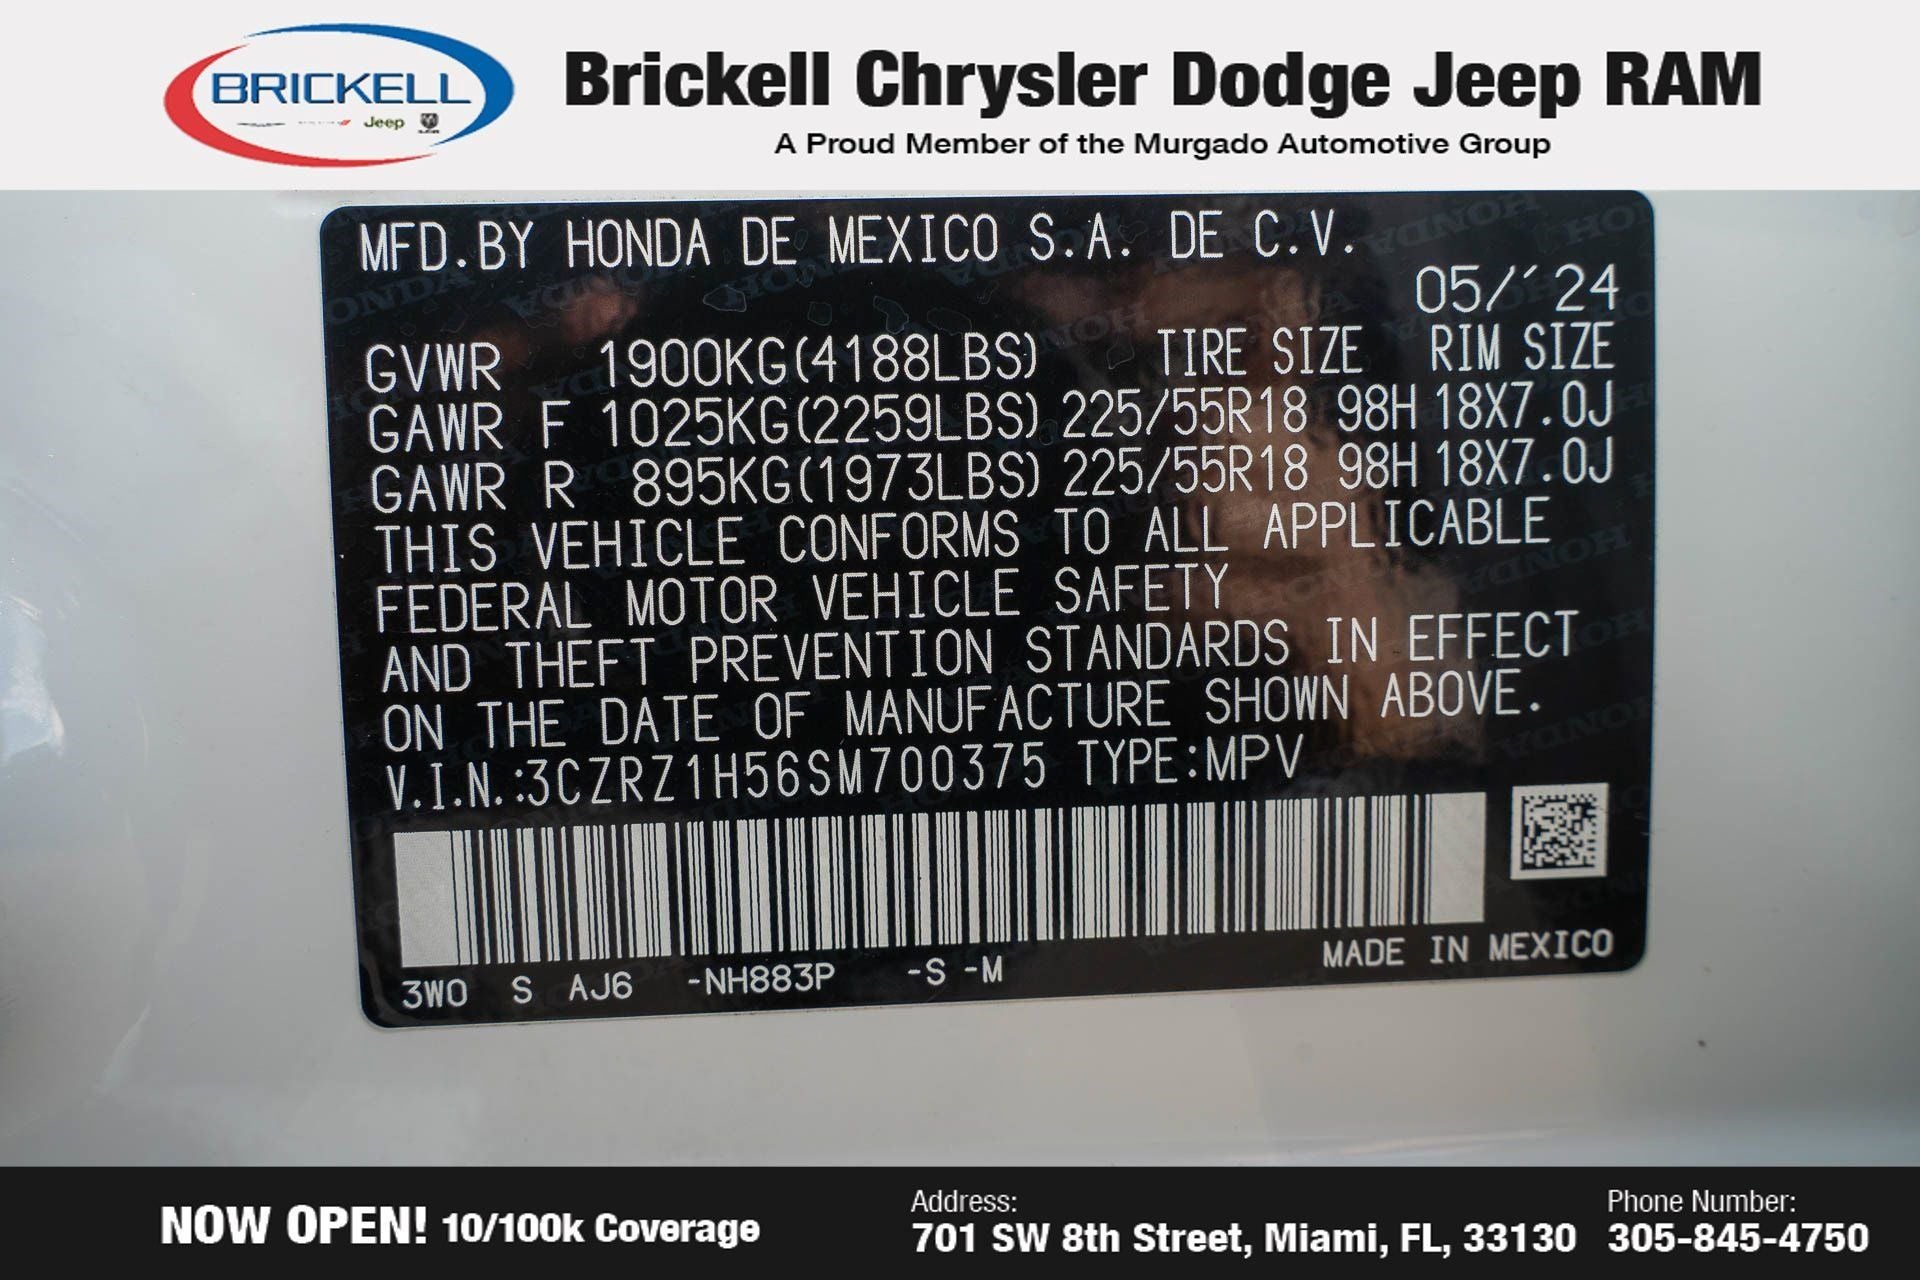 BRICKELL
Jeep
RAM
Brickell Chrysler Dodge Jeep RAM
A Proud Member of the Murgado Automotive Group
MFD.BY HONDA DE MEXICO S.A. DE C.V.
05/'24
GVWR 1900KG(4188LBS) TIRE SIZE RIM SIZE
GAWR F 1025KG(2259LBS) 225/55R18 98H 18X7.0J
GAWR R 895KG(1973LBS) 225/55R18 98H 18X7.0J
THIS VEHICLE CONFORMS TO ALL APPLICABLE
FEDERAL MOTOR VEHICLE SAFETY
AND THEFT PREVENTION STANDARDS IN EFFECT
ON THE DATE OF MANUFACTURE SHOWN ABOVE.
V.I.N.:3CZRZ1H56SM700375 TYPE:MPV
3W0 S AJ6 -NH883P -S -M
MADE IN MEXICO
NOW OPEN! 10/100k Coverage
Address:
701 SW 8th Street, Miami, FL, 33130
Phone Number:
305-845-4750